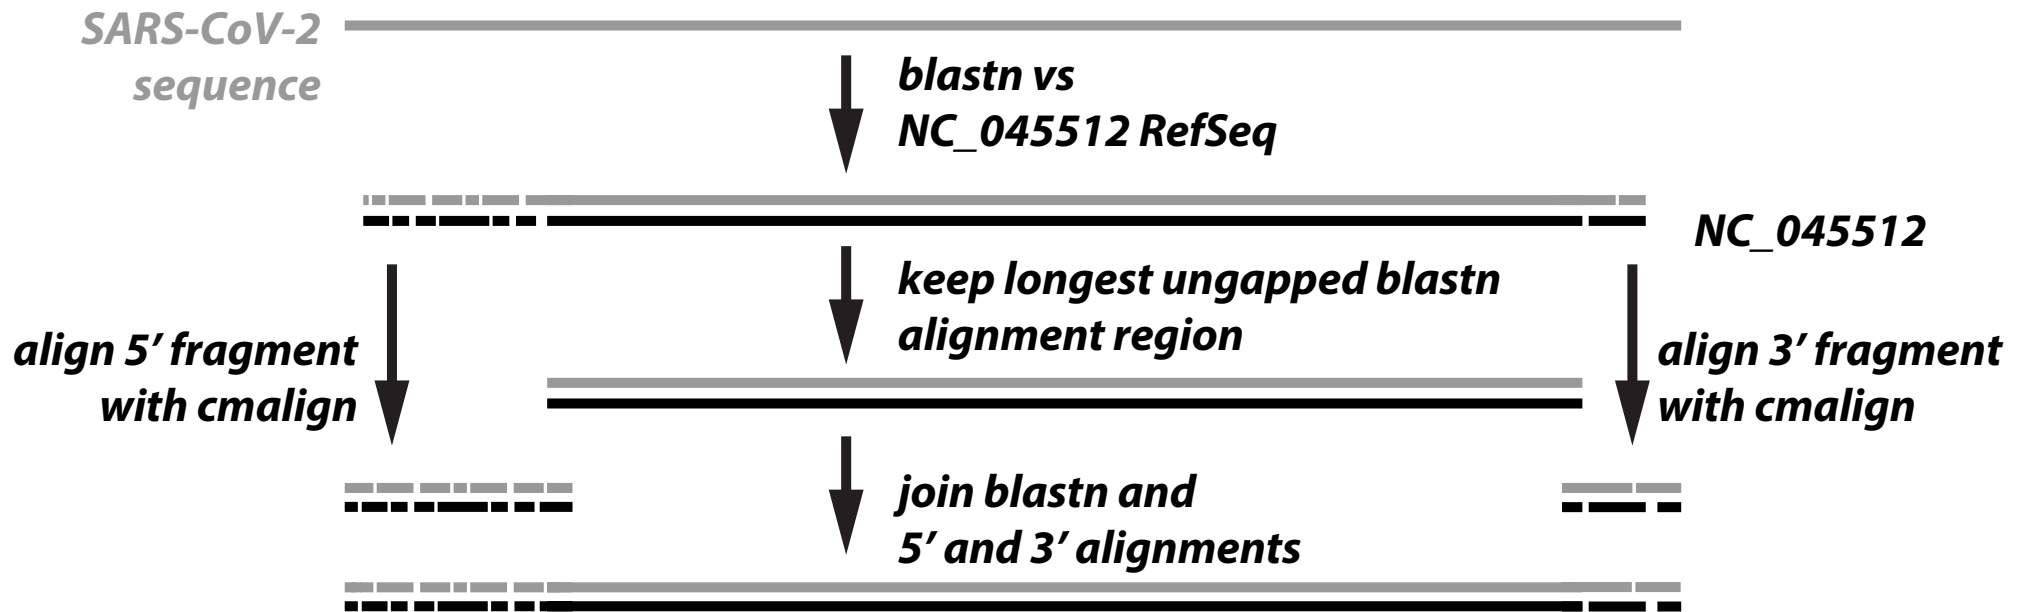 SARS-CoV-2
sequence
blastn vs
NC_045512 RefSeq
NC_045512
keep longest ungapped blastn
alignment region
align 5′ fragment
with cmalign
align 3′ fragment
with cmalign
join blastn and
5′ and 3′ alignments